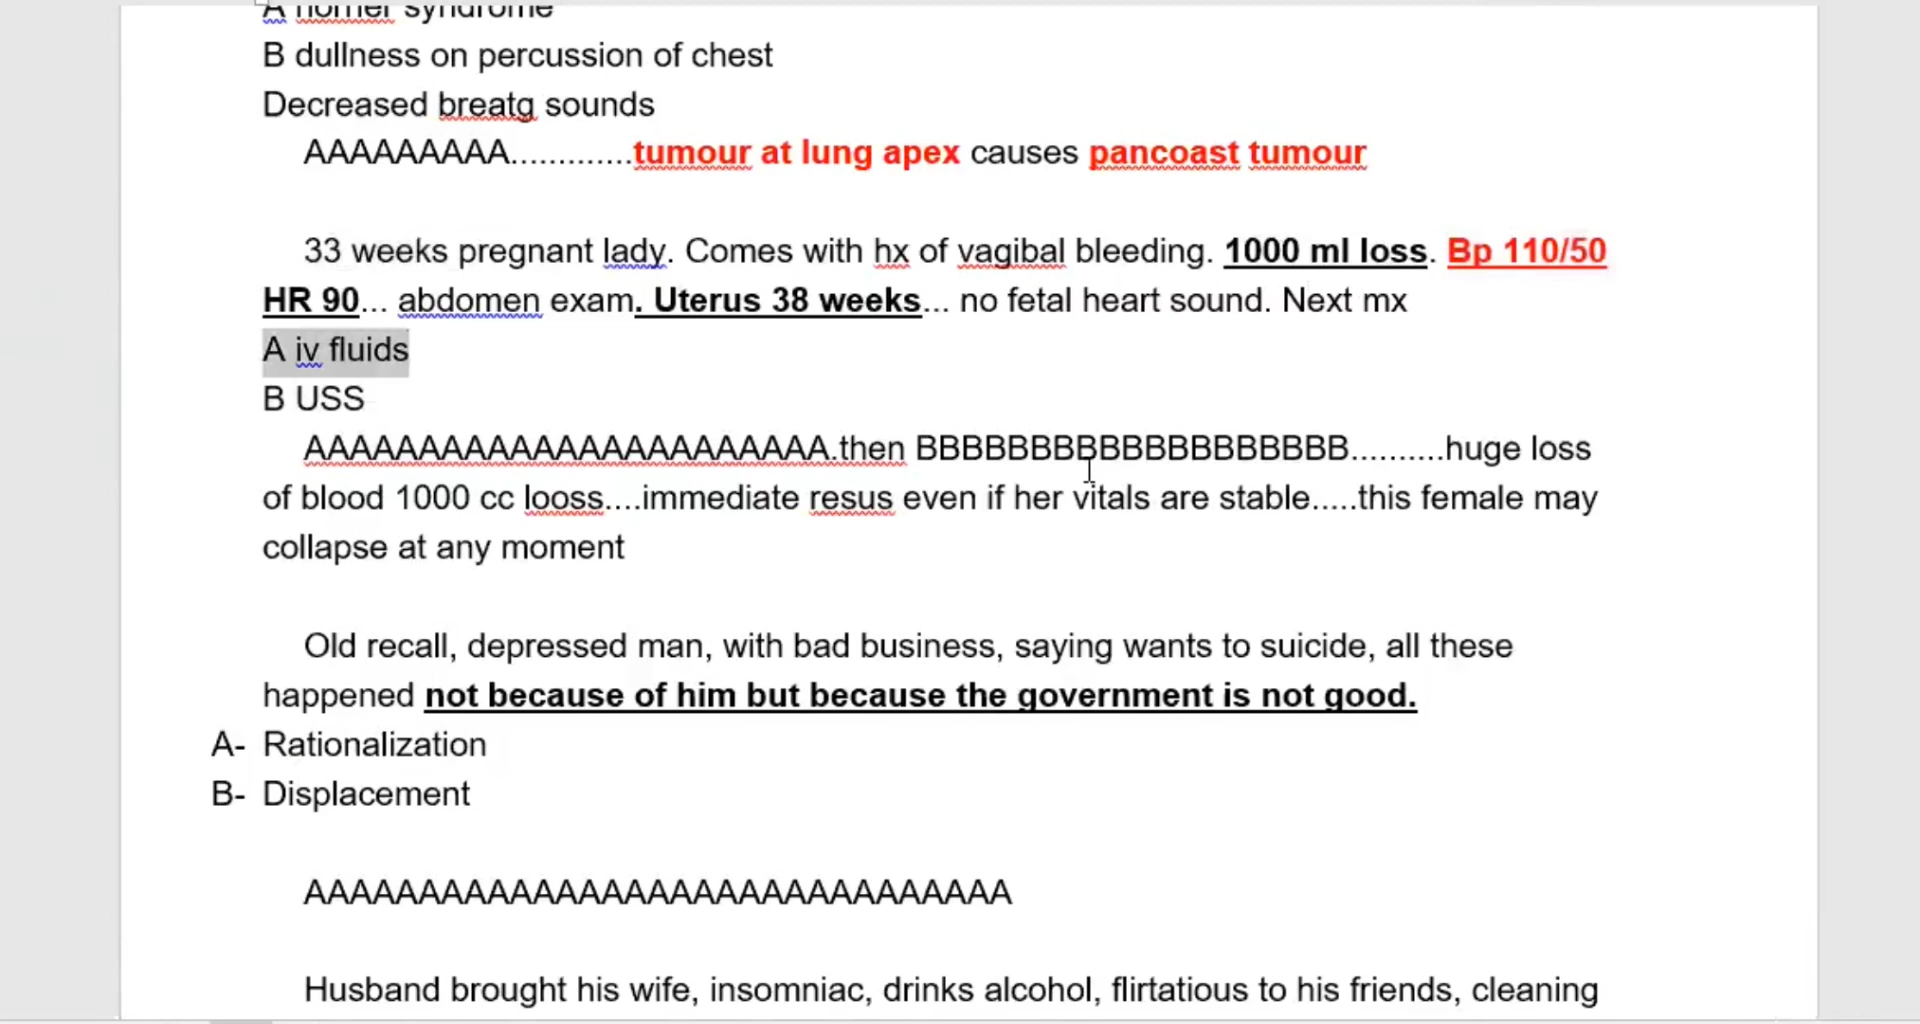 A horner syndrome
B dullness on percussion of chest
Decreased breatg sounds
AAAAAAAAA.............tumour at lung apex causes pancoast tumour
33 weeks pregnant lady. Comes with hx of vagibal bleeding. 1000 ml loss. Bp 110/50
HR 90... abdomen exam. Uterus 38 weeks... no fetal heart sound. Next mx
A iv fluids
B USS
AAAAAAAAAAAAAAAAAAAAAAA.then BBBBBBBBBBBBBBBBBBB..........huge loss
of blood 1000 cc looss....immediate resus even if her vitals are stable.....this female may
collapse at any moment
Old recall, depressed man, with bad business, saying wants to suicide, all these
happened not because of him but because the government is not good.
A- Rationalization
B- Displacement
AAAAAAAAAAAAAAAAAAAAAAAAAAAAAAA
Husband brought his wife, insomniac, drinks alcohol, flirtatious to his friends, cleaning